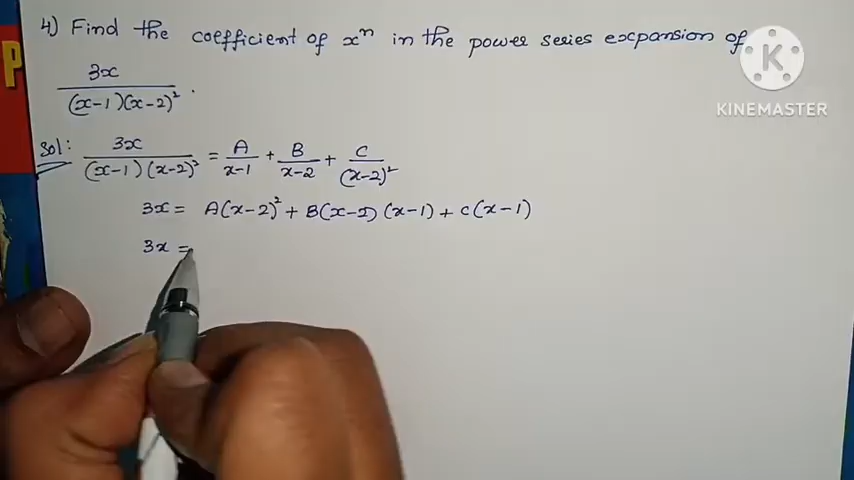 4) Find the coefficient of xⁿ in the power series expansion of
3x / (x-1)(x-2)² .
Sol: 3x / (x-1)(x-2)² = A / x-1 + B / x-2 + C / (x-2)²
3x = A(x-2)² + B(x-2)(x-1) + C(x-1)
3x =
P
K
KINEMASTER